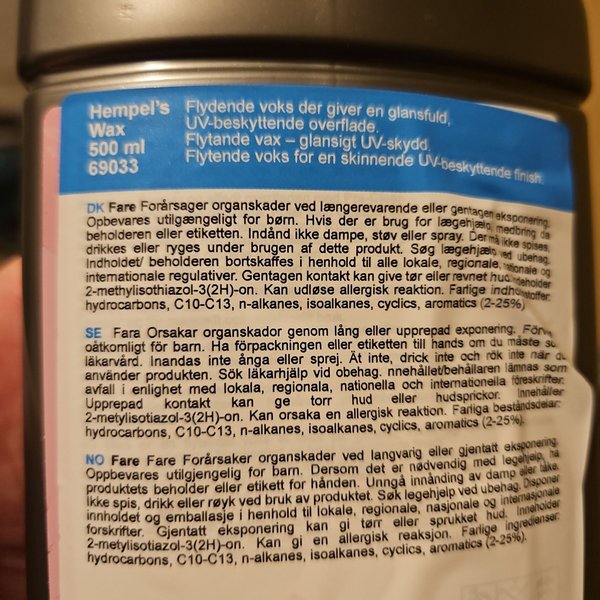 Hempel's
Wax
500 ml
69033
Flydende voks der giver en glansfuld,
UV-beskyttende overflade.
Flytande vax – glansigt UV-skydd.
Flytende voks for en skinnende UV-beskyttende finish.
DK Fare Forårsager organskader ved længerevarende eller gentagen eksponering.
Opbevares utilgængeligt for børn. Hvis der er brug for lægehjælp, medbring da
beholderen eller etiketten. Indånd ikke dampe, støv eller spray. Der må ikke spises,
drikkes eller ryges under brugen af dette produkt. Søg lægehjælp ved ubehag.
Indholdet/ beholderen bortskaffes i henhold til alle lokale, regionale,
internationale regulativer. Gentagen kontakt kan give tør eller revnet hud.
2-methylisothiazol-3(2H)-on. Kan udløse allergisk reaktion. Farlige
hydrocarbons, C10-C13, n-alkanes, isoalkanes, cyclics, aromatics (2-25%)
SE Fara Orsakar organskador genom lång eller upprepad exponering.
oåtkomligt för barn. Ha förpackningen eller etiketten till hands om du måste
läkarvård. Inandas inte ånga eller sprej. Ät inte, drick inte och rök inte när du
använder produkten. Sök läkarhjälp vid obehag. nnehållet/behållaren lämnas som
avfall i enlighet med lokala, regionala, nationella och internationella föreskrifter.
Upprepad kontakt kan ge torr hud eller hudsprickor. Innehåller
2-metylisotiazol-3(2H)-on. Kan orsaka en allergisk reaktion. Farliga beståndsdelar:
hydrocarbons, C10-C13, n-alkanes, isoalkanes, cyclics, aromatics (2-25%).
NO Fare Fare Forårsaker organskader ved langvarig eller gjentatt eksponering.
Oppbevares utilgjengelig for barn. Dersom det er nødvendig med legehjelp, ha
produktets beholder eller etikett for hånden. Unngå innånding av damp eller tåke.
Ikke spis, drikk eller røyk ved bruk av produktet. Søk legehjelp ved ubehag. Disponer
innholdet og emballasje i henhold til lokale, regionale, nasjonale og internasjonale
forskrifter. Gjentatt eksponering kan gi tørr eller sprukket hud. Inneholder
2-metylisotiazol-3(2H)-on. Kan gi en allergisk reaksjon. Farlige ingredienser:
hydrocarbons, C10-C13, n-alkanes, isoalkanes, cyclics, aromatics (2-25%).